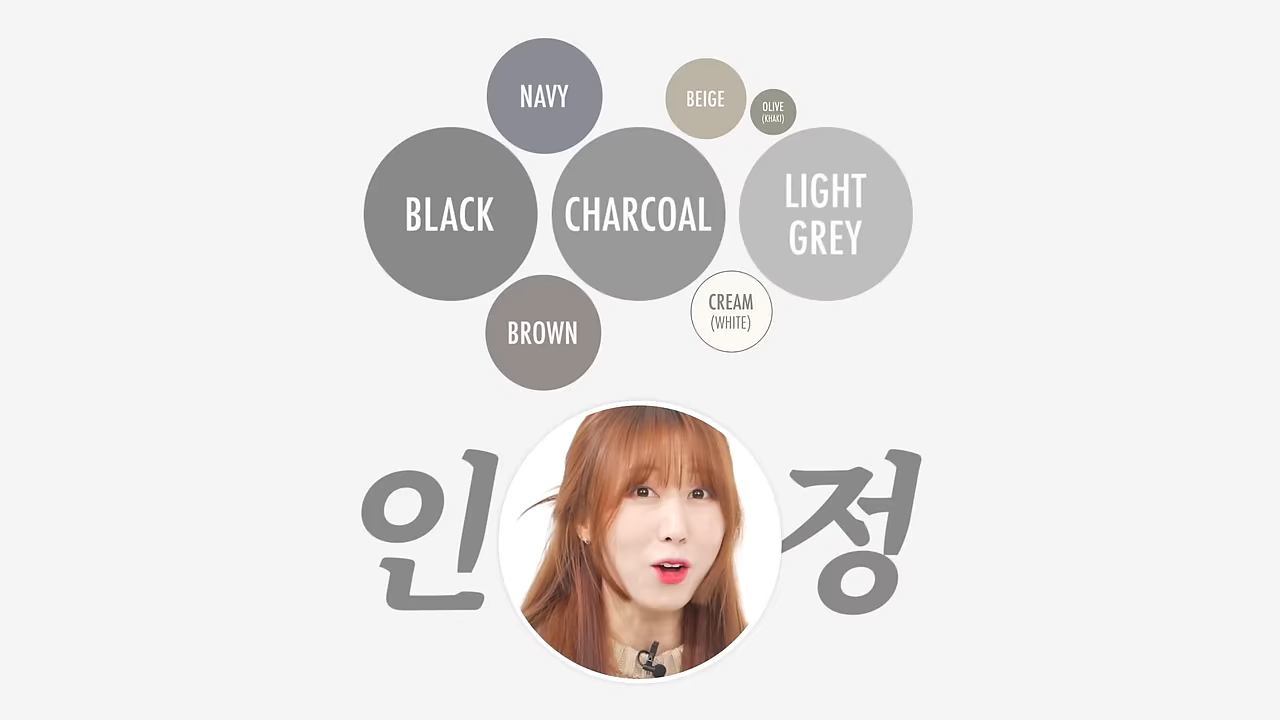 NAVY
BEIGE
OLIVE
(KHAKI)
BLACK
CHARCOAL
LIGHT
GREY
BROWN
CREAM
(WHITE)
인정